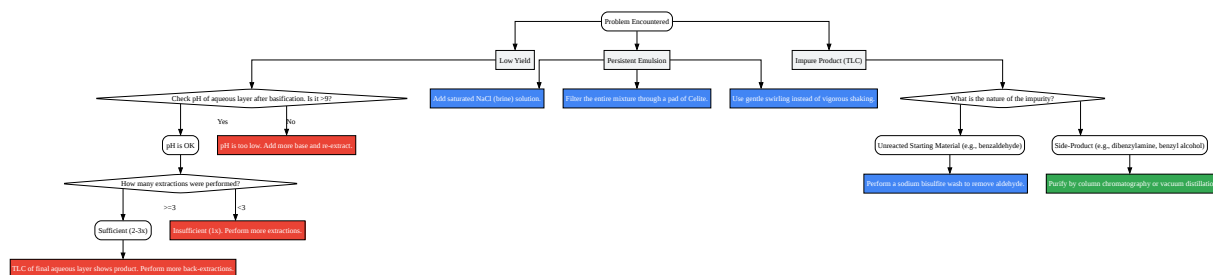 Problem Encountered
Low Yield
Persistent Emulsion
Impure Product (TLC)
Check pH of aqueous layer after basification. Is it >9?
Add saturated NaCl (brine) solution.
Filter the entire mixture through a pad of Celite.
Use gentle swirling instead of vigorous shaking.
What is the nature of the impurity?
Yes
No
pH is OK
pH is too low. Add more base and re-extract.
Unreacted Starting Material (e.g., benzaldehyde)
Side-Product (e.g., dibenzylamine, benzyl alcohol)
How many extractions were performed?
Perform a sodium bisulfite wash to remove aldehyde.
Purify by column chromatography or vacuum distillatio
>=3
<3
Sufficient (2-3x)
Insufficient (1x). Perform more extractions.
TLC of final aqueous layer shows product. Perform more back-extractions.